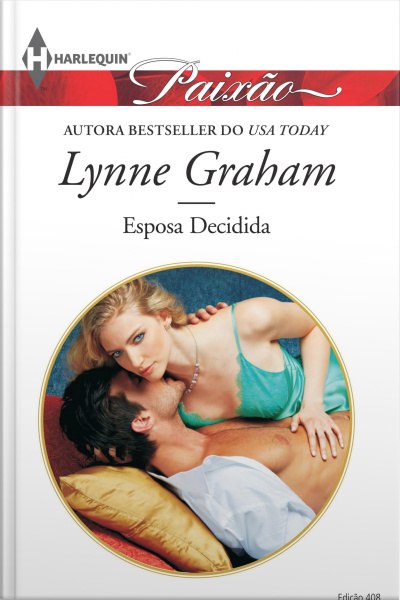 HARLEQUIN®
Paixão
AUTORA BESTSELLER DO USA TODAY
Lynne Graham
Esposa Decidida
Edição 408